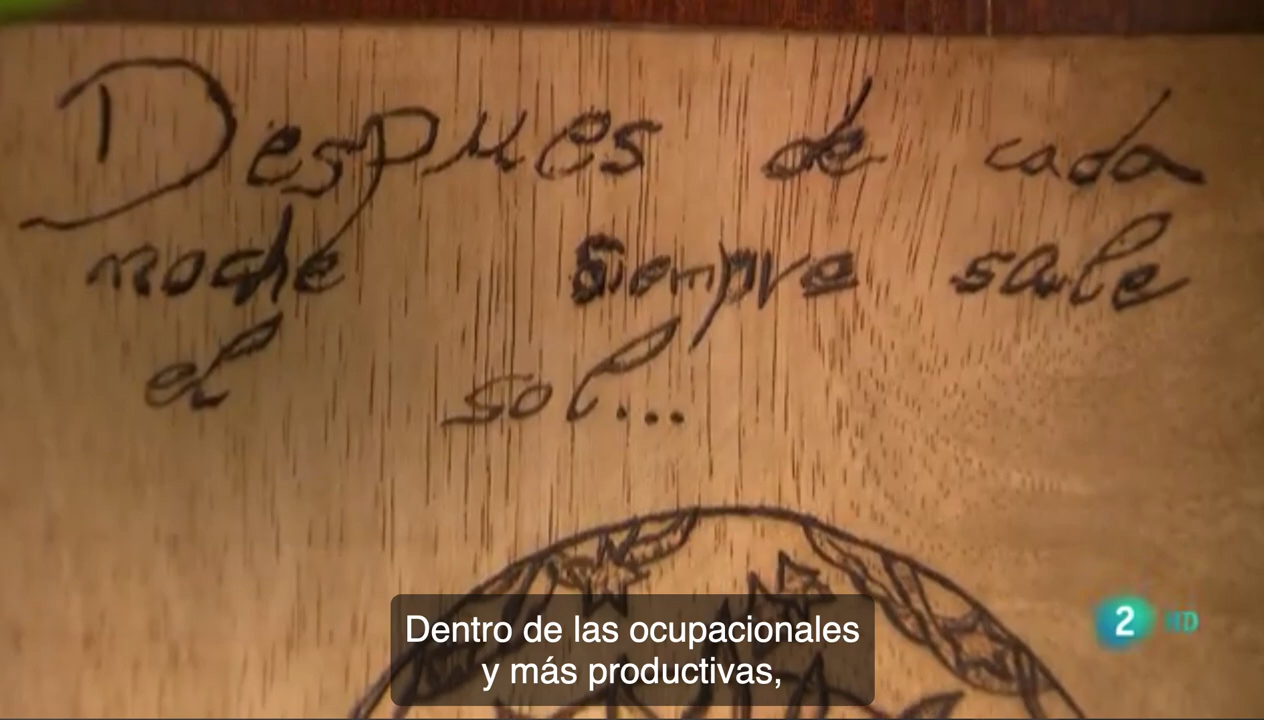 Despues de cada
noche siempre sale
el sol...
Dentro de las ocupacionales
y más productivas,
2 HD